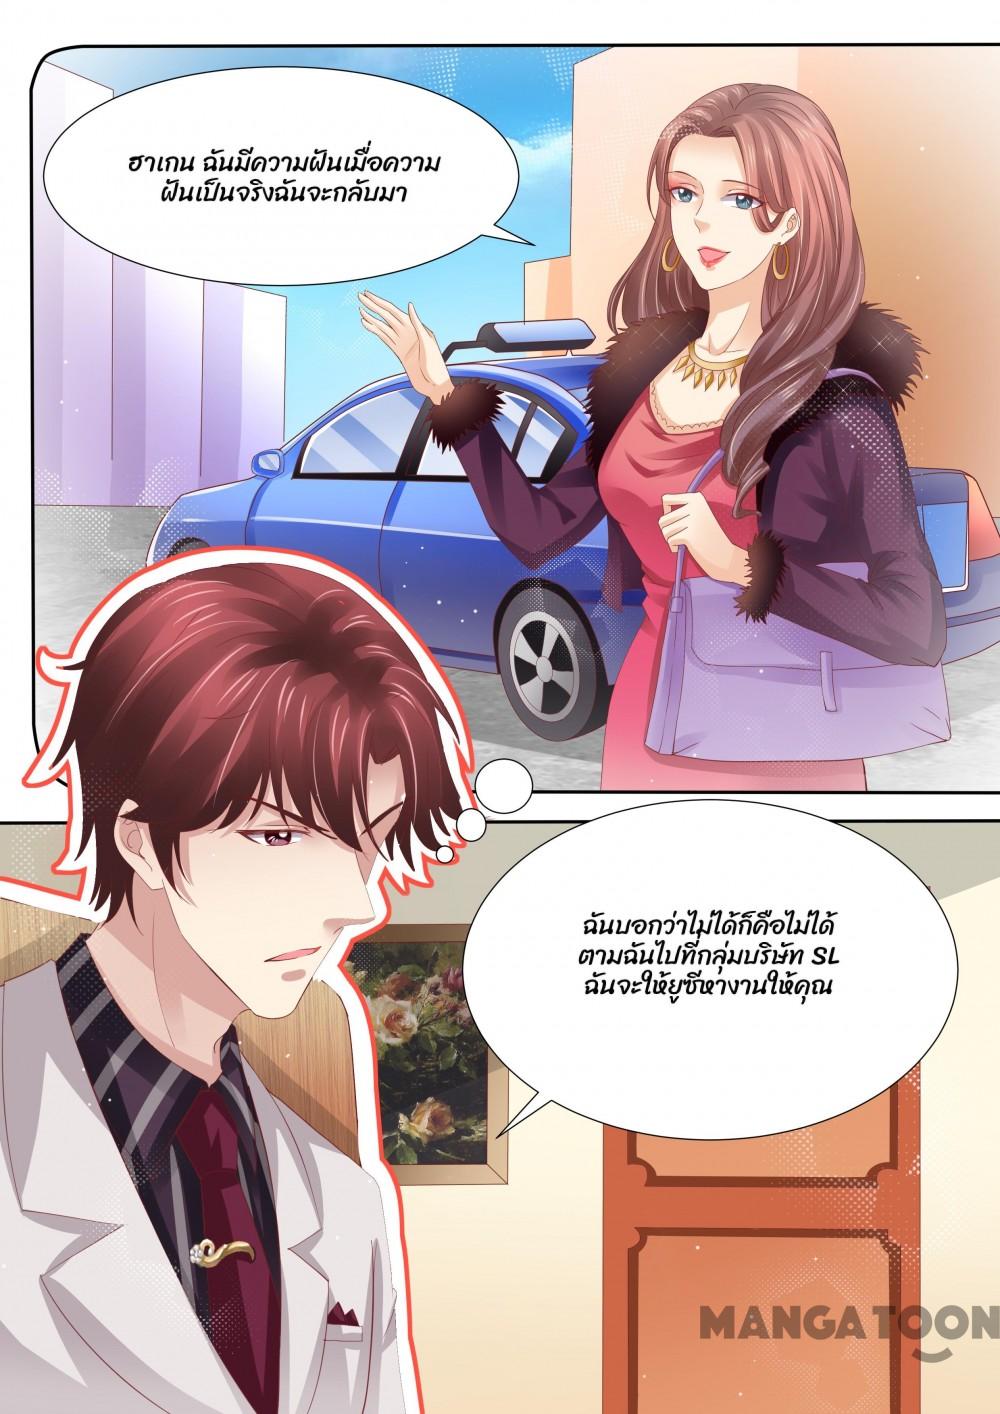 ฮาเกน ฉันมีความฝันเมื่อความ
ฝันเป็นจริงฉันจะกลับมา
ฉันบอกว่าไม่ได้ก็คือไม่ได้
ตามฉันไปที่กลุ่มบริษัท SL
ฉันจะให้ยูซีหางานให้คุณ
MANGATOON